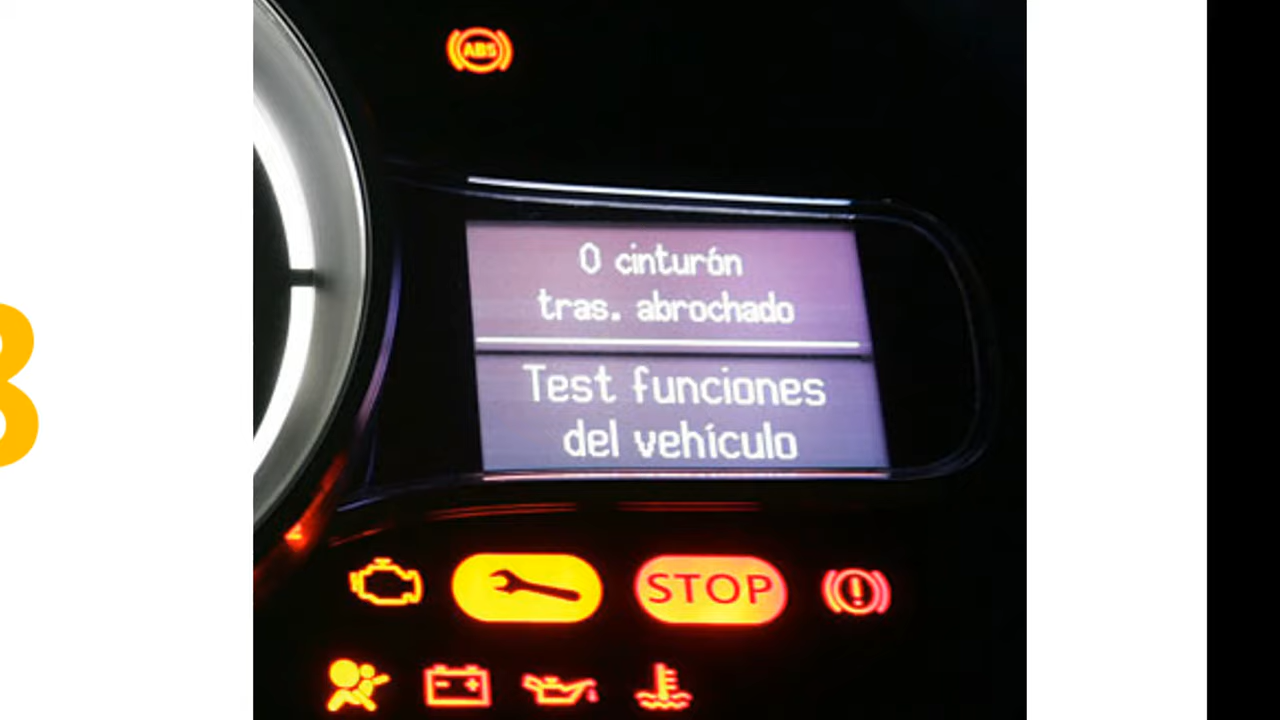 ABS
0 cinturón
tras. abrochado
Test funciones
del vehículo
STOP